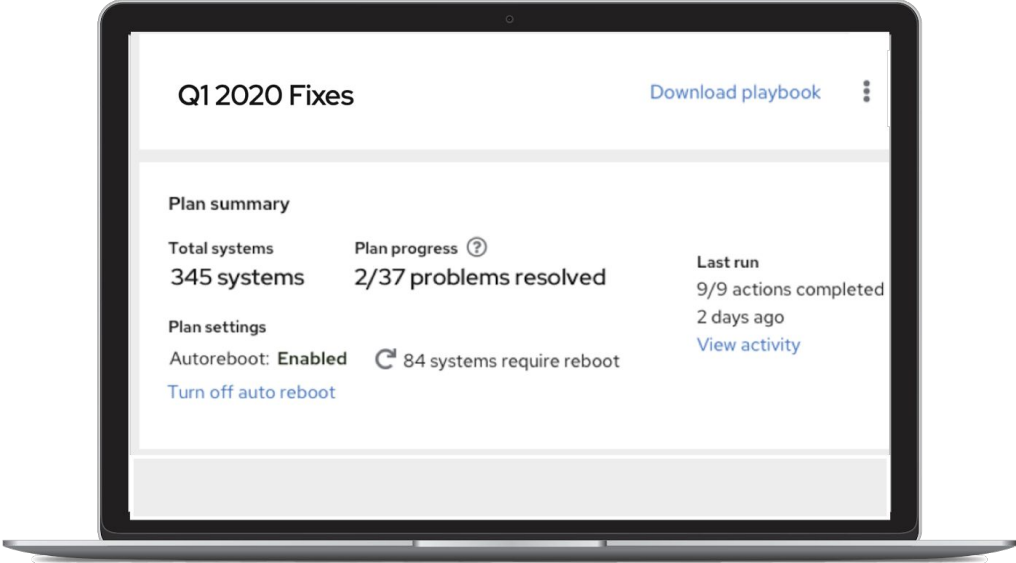 Q1 2020 Fixes
Download playbook
Plan summary
Total systems
345 systems
Plan progress ?
2/37 problems resolved
Last run
9/9 actions completed
2 days ago
View activity
Plan settings
Autoreboot: Enabled
84 systems require reboot
Turn off auto reboot